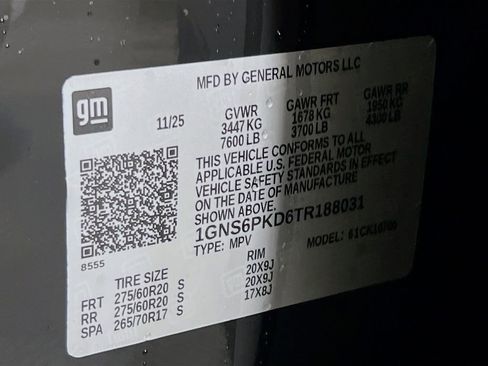 MFD BY GENERAL MOTORS LLC
gm
11/25
GVWR GAWR FRT GAWR RR
3447 KG 1678 KG 1950 KG
7600 LB 3700 LB 4300 LB
THIS VEHICLE CONFORMS TO ALL
APPLICABLE U.S. FEDERAL MOTOR
VEHICLE SAFETY STANDARDS IN EFFECT
ON THE DATE OF MANUFACTURE
SHOWN ABOVE.
1GNS6PKD6TR188031
TYPE: MPV MODEL:
8555
TIRE SIZE RIM
FRT 275/60R20 S 20X9J
RR 275/60R20 S 20X9J
SPA 265/70R17 S 17X8J